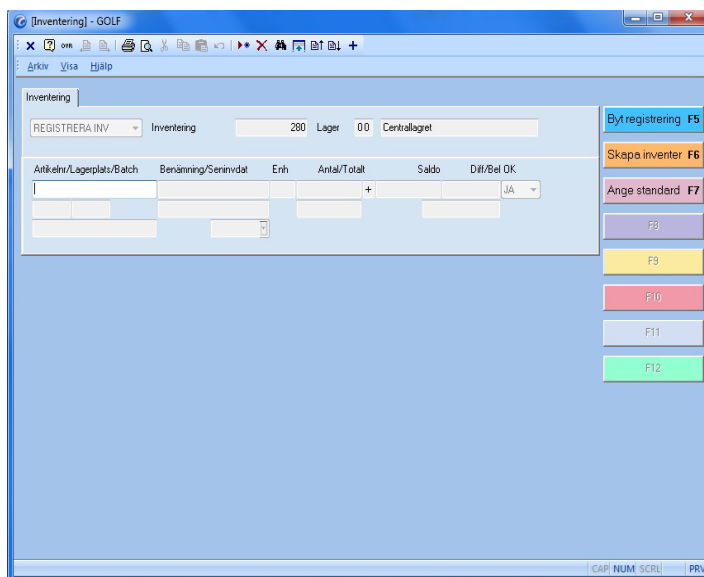 [Inventering] - GOLF
OVR
Arkiv Visa Hjälp
Inventering
REGISTRERA INV Inventering 280 Lager 00 Centrallagret
Artikelnr/Lagerplats/Batch Benämning/Seninvdat Enh Antal/Totalt Saldo Diff/Bel OK
+ JA
Byt registrering F5
Skapa inventer F6
Ange standard F7
F8
F9
F10
F11
F12
CAP NUM SCRL PRV